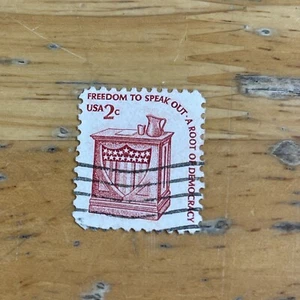 FREEDOM TO SPEAK OUT · A ROOT OF DEMOCRACY
USA 2c